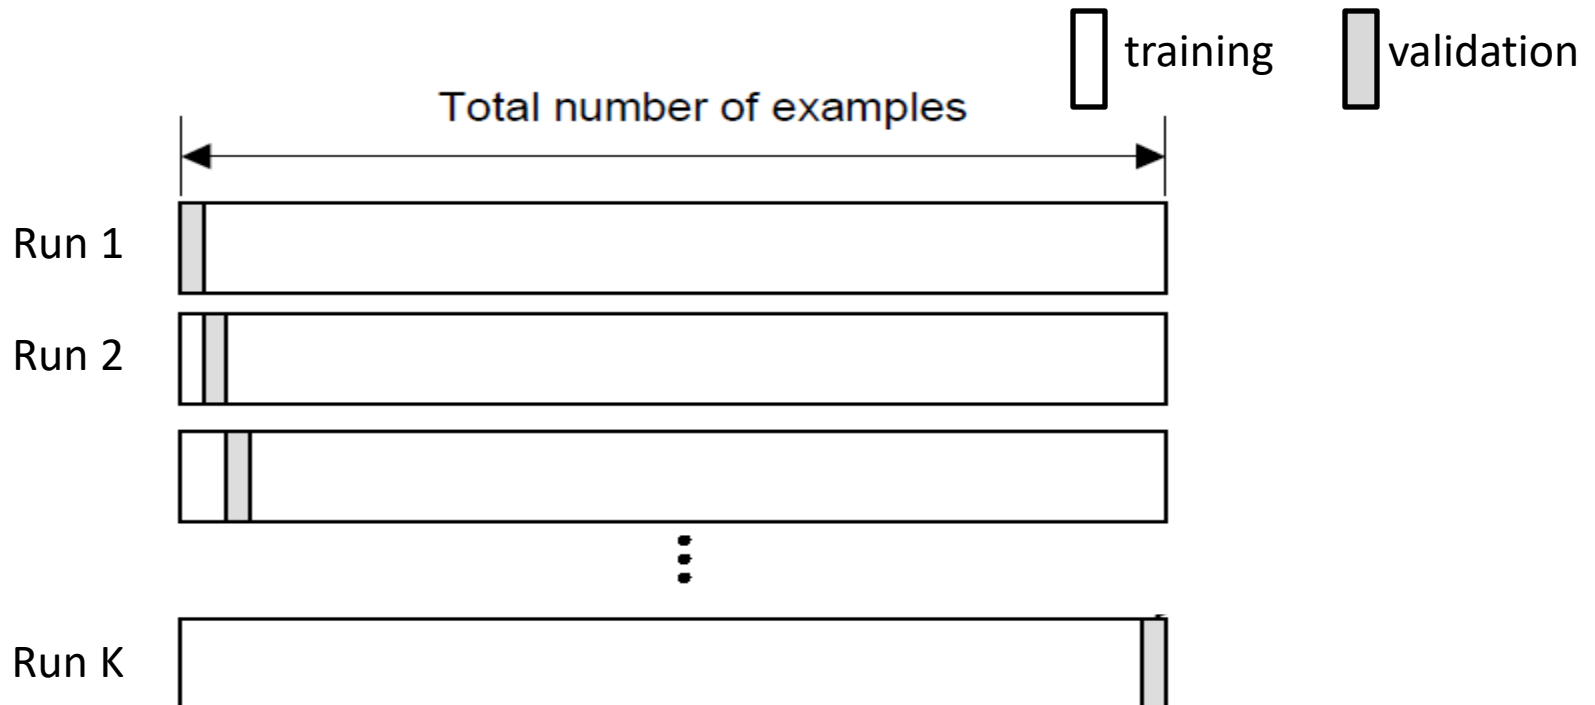 training
validation
Total number of examples
Run 1
Run 2
Run K